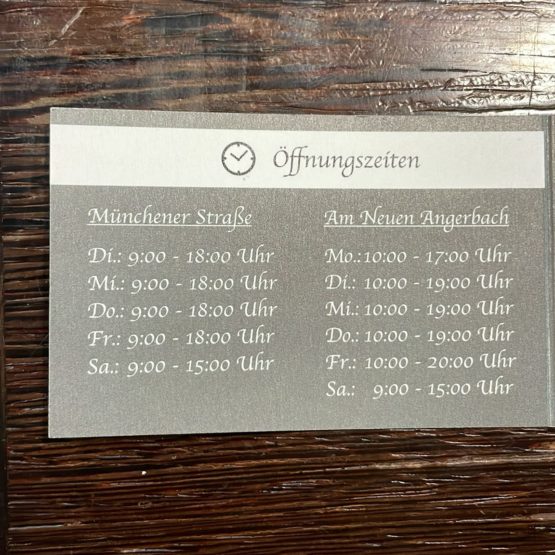 Öffnungszeiten
Münchener Straße
Di.: 9:00 - 18:00 Uhr
Mi.: 9:00 - 18:00 Uhr
Do.: 9:00 - 18:00 Uhr
Fr.: 9:00 - 18:00 Uhr
Sa.: 9:00 - 15:00 Uhr
Am Neuen Angerbach
Mo.: 10:00 - 17:00 Uhr
Di.: 10:00 - 19:00 Uhr
Mi.: 10:00 - 19:00 Uhr
Do.: 10:00 - 19:00 Uhr
Fr.: 10:00 - 20:00 Uhr
Sa.: 9:00 - 15:00 Uhr